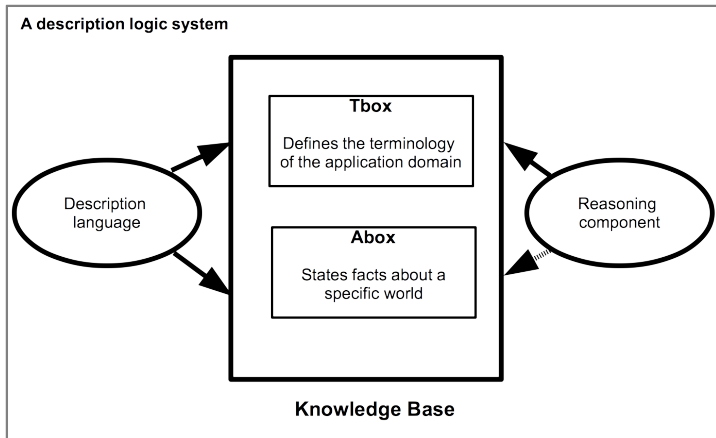 A description logic system
Tbox
Defines the terminology
of the application domain
Description
language
Reasoning
component
Abox
States facts about a
specific world
Knowledge Base